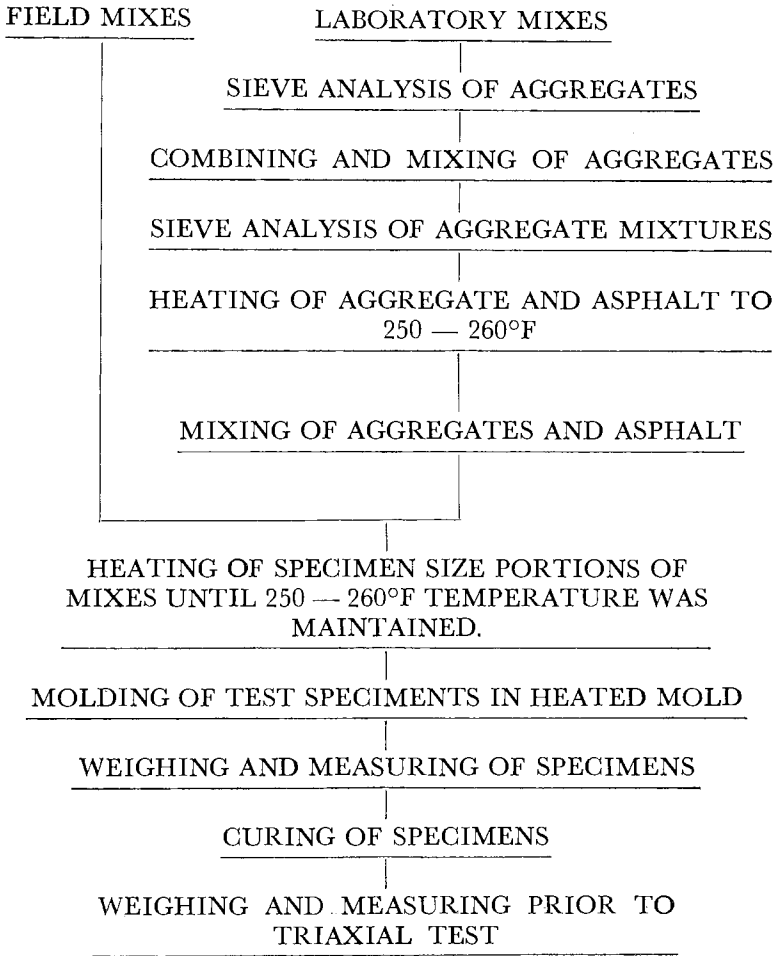 FIELD MIXES
LABORATORY MIXES
SIEVE ANALYSIS OF AGGREGATES
COMBINING AND MIXING OF AGGREGATES
SIEVE ANALYSIS OF AGGREGATE MIXTURES
HEATING OF AGGREGATE AND ASPHALT TO
250 — 260°F
MIXING OF AGGREGATES AND ASPHALT
HEATING OF SPECIMEN SIZE PORTIONS OF
MIXES UNTIL 250 — 260°F TEMPERATURE WAS
MAINTAINED.
MOLDING OF TEST SPECIMENTS IN HEATED MOLD
WEIGHING AND MEASURING OF SPECIMENS
CURING OF SPECIMENS
WEIGHING AND MEASURING PRIOR TO
TRIAXIAL TEST